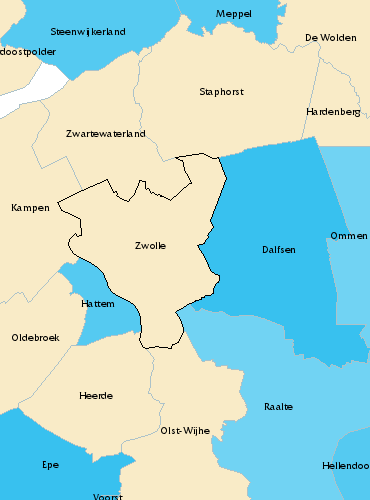 Meppel
Steenwijkerland
De Wolden
doostpolder
Staphorst
Hardenberg
Zwartewaterland
Kampen
Ommen
Zwolle
Dalfsen
Hattem
Oldebroek
Heerde
Raalte
Olst-Wijhe
Epe
Hellendoo
Voorst